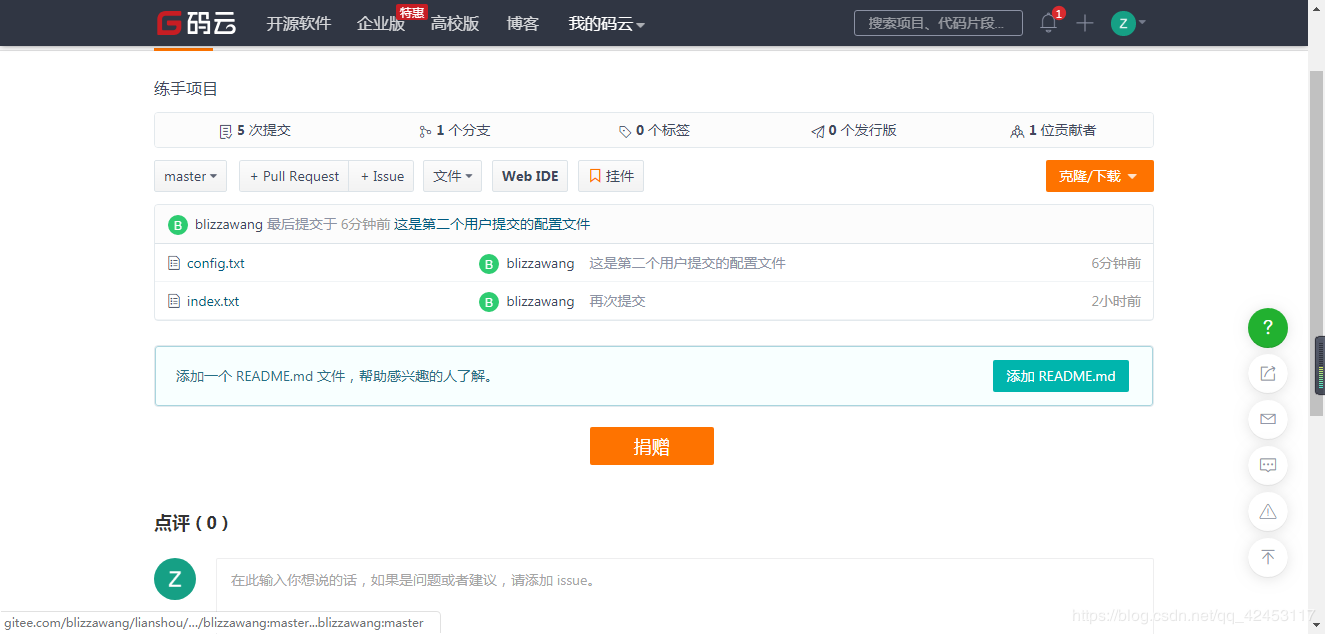 码云 开源软件 企业版 特惠 高校版 博客 我的码云 搜索项目、代码片段... 1 Z
练手项目
5 次提交 1 个分支 0 个标签 0 个发行版 1 位贡献者
master + Pull Request + Issue 文件 Web IDE 挂件 克隆/下载
B blizzawang 最后提交于 6分钟前 这是第二个用户提交的配置文件
config.txt B blizzawang 这是第二个用户提交的配置文件 6分钟前
index.txt B blizzawang 再次提交 2小时前
?
添加一个 README.md 文件，帮助感兴趣的人了解。 添加 README.md
捐赠
点评 ( 0 )
Z 在此输入你想说的话，如果是问题或者建议，请添加 issue。
https://blog.csdn.net/qq_42453117
gitee.com/blizzawang/lianshou/.../blizzawang:master...blizzawang:master